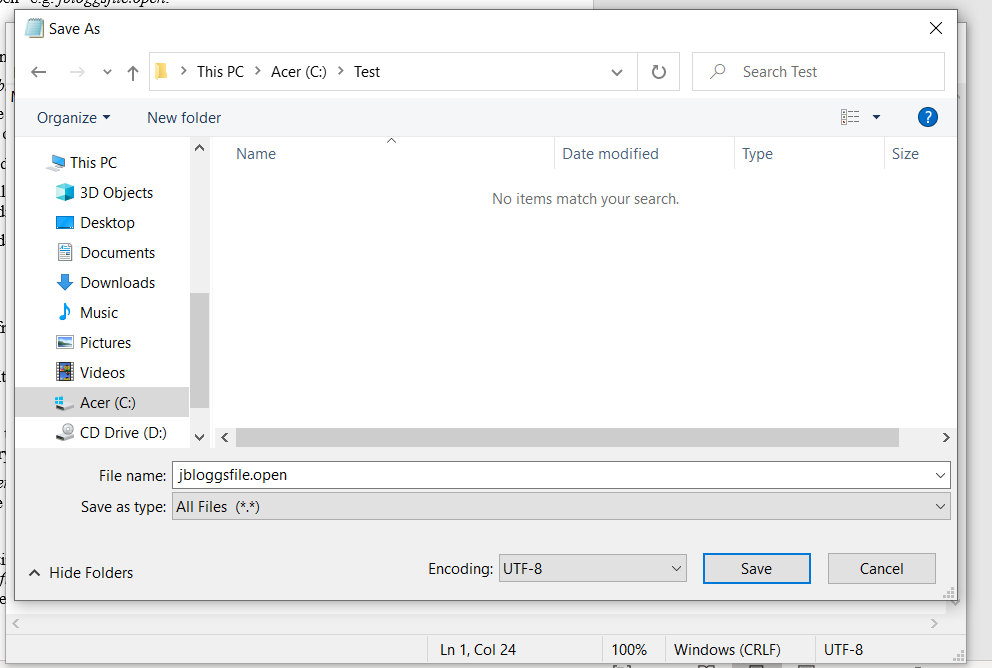 jbloggsfile.open
Save As
This PC > Acer (C:) > Test
Search Test
Organize
New folder
?
Name
Date modified
Type
Size
No items match your search.
This PC
3D Objects
Desktop
Documents
Downloads
Music
Pictures
Videos
Acer (C:)
CD Drive (D:)
File name: jbloggsfile.open
Save as type: All Files (*.*)
Hide Folders
Encoding: UTF-8
Save
Cancel
Ln 1, Col 24
100%
Windows (CRLF)
UTF-8